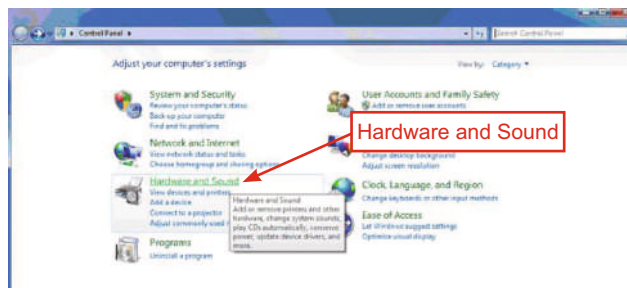 Control Panel
Search Control Panel
Adjust your computer's settings
View by: Category
System and Security
Review your computer's status
Back up your computer
Find and fix problems
Network and Internet
View network status and tasks
Choose homegroup and sharing options
Hardware and Sound
View devices and printers
Add a device
Connect to a projector
Adjust commonly used
Programs
Uninstall a program
Hardware and Sound
Add or remove printers and other
hardware, change system sounds,
play CDs automatically, conserve
power, update device drivers, and
more.
User Accounts and Family Safety
Add or remove user accounts
Hardware and Sound
Change desktop background
Adjust screen resolution
Clock, Language, and Region
Change keyboards or other input methods
Ease of Access
Let Windows suggest settings
Optimize visual display